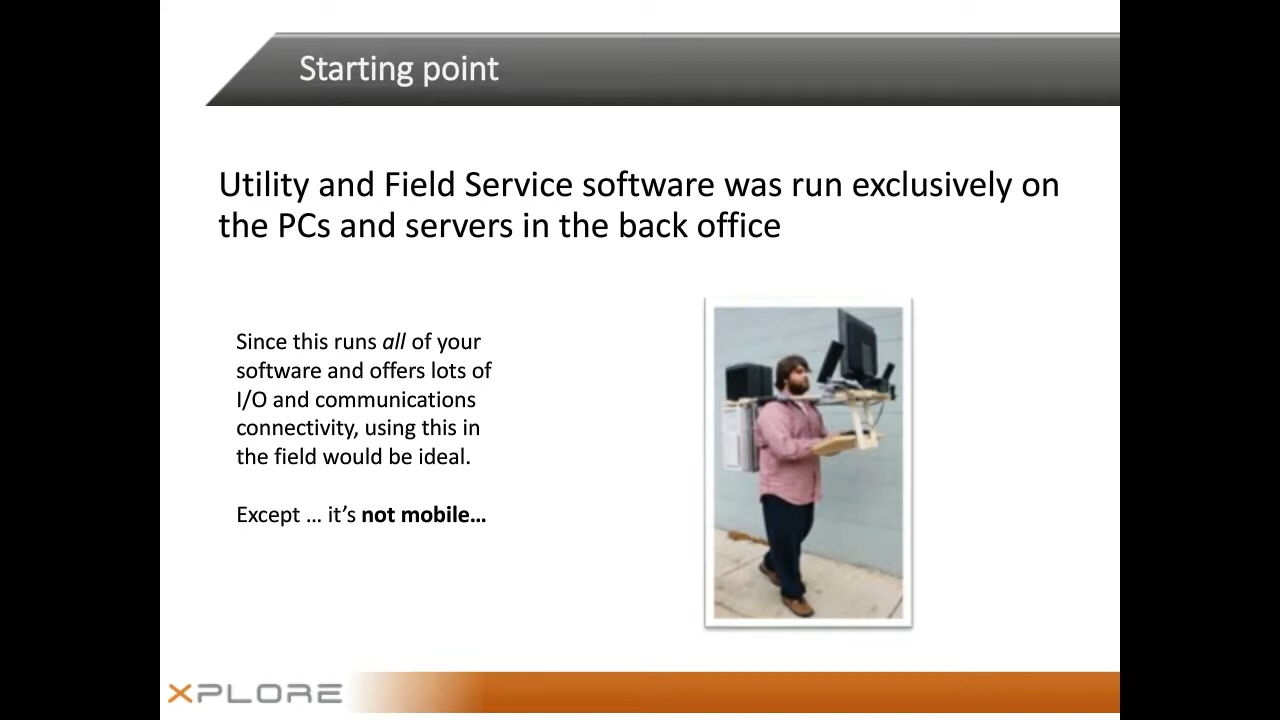 Starting point
Utility and Field Service software was run exclusively on
the PCs and servers in the back office
Since this runs all of your
software and offers lots of
I/O and communications
connectivity, using this in
the field would be ideal.
Except … it’s not mobile…
XPLORE